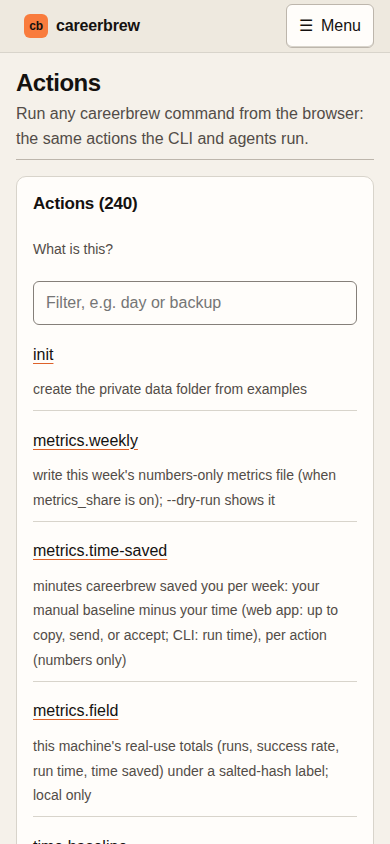 cb careerbrew
☰ Menu
Actions
Run any careerbrew command from the browser:
the same actions the CLI and agents run.
Actions (240)
What is this?
Filter, e.g. day or backup
init
create the private data folder from examples
metrics.weekly
write this week's numbers-only metrics file (when
metrics_share is on); --dry-run shows it
metrics.time-saved
minutes careerbrew saved you per week: your
manual baseline minus your time (web app: up to
copy, send, or accept; CLI: run time), per action
(numbers only)
metrics.field
this machine's real-use totals (runs, success rate,
run time, time saved) under a salted-hash label;
local only